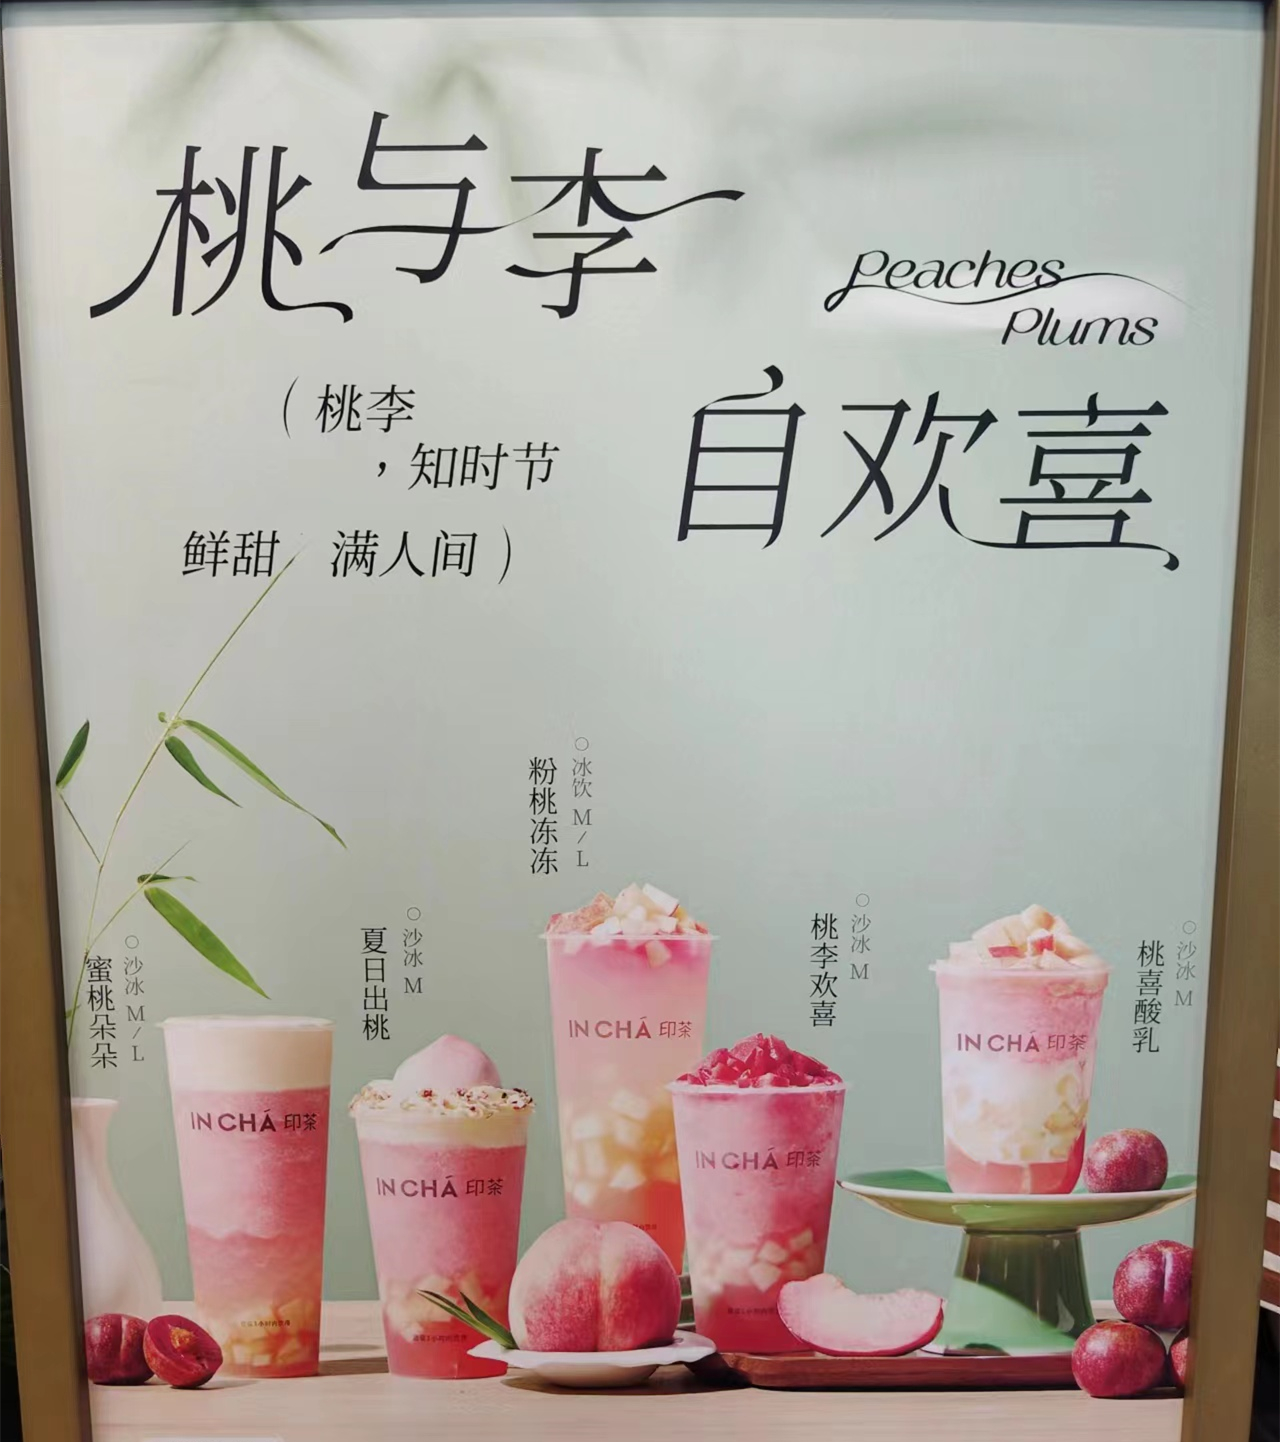 桃与李
Peaches
Plums
自欢喜
（桃李
，知时节
鲜甜 满人间）
粉桃冻冻
○冰饮 M/L
桃李欢喜
○沙冰 M
夏日出桃
○沙冰 M
桃喜酸乳
○沙冰 M
蜜桃朵朵
○沙冰 M/L
IN CHÁ 印茶
IN CHÁ 印茶
IN CHÁ 印茶
IN CHÁ 印茶
IN CHÁ 印茶